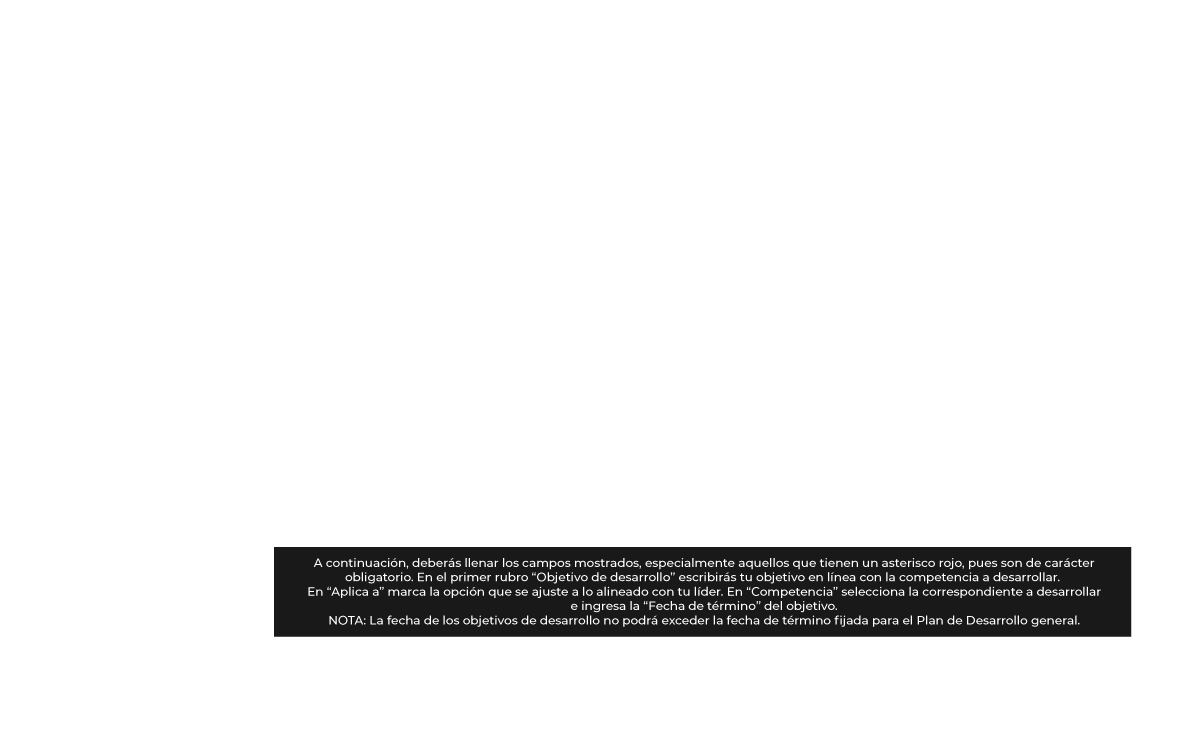 A continuación, deberás llenar los campos mostrados, especialmente aquellos que tienen un asterisco rojo, pues son de carácter
obligatorio. En el primer rubro “Objetivo de desarrollo” escribirás tu objetivo en línea con la competencia a desarrollar.
En “Aplica a” marca la opción que se ajuste a lo alineado con tu líder. En “Competencia” selecciona la correspondiente a desarrollar
e ingresa la “Fecha de término” del objetivo.
NOTA: La fecha de los objetivos de desarrollo no podrá exceder la fecha de término fijada para el Plan de Desarrollo general.